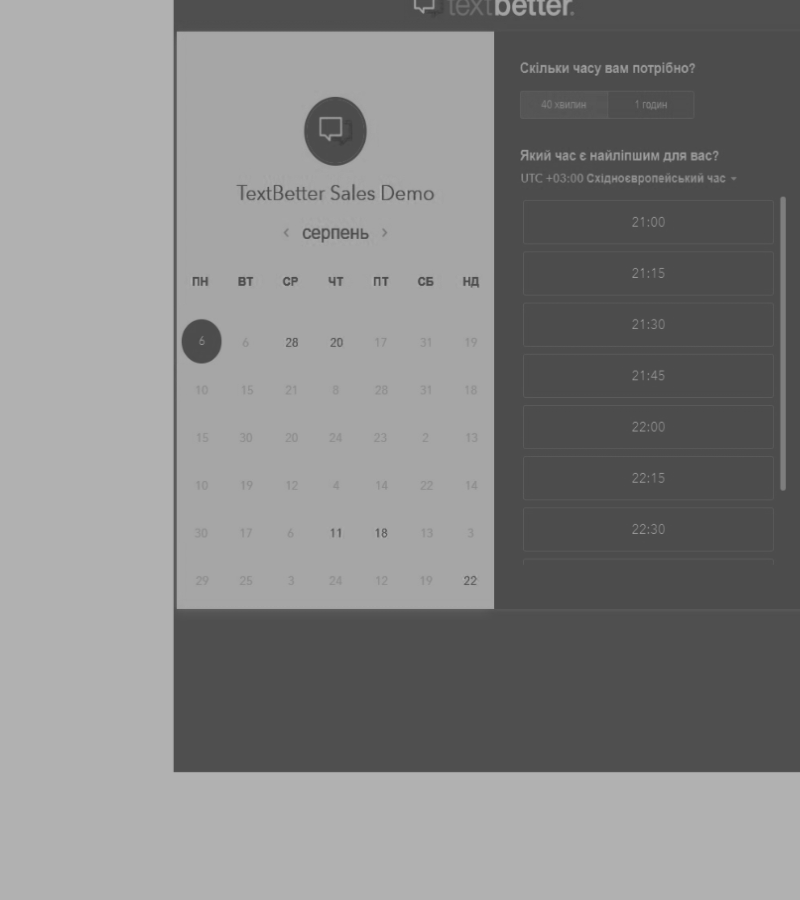 textbetter.
TextBetter Sales Demo
‹ серпень ›
ПН ВТ СР ЧТ ПТ СБ НД
6 6 28 20 17 31 19
10 15 21 8 28 31 18
15 30 20 24 23 2 13
10 19 12 4 14 22 14
30 17 6 11 18 13 3
29 25 3 24 12 19 22
Скільки часу вам потрібно?
40 хвилин 1 годин
Який час є найліпшим для вас?
UTC +03:00 Східноєвропейський час
21:00
21:15
21:30
21:45
22:00
22:15
22:30